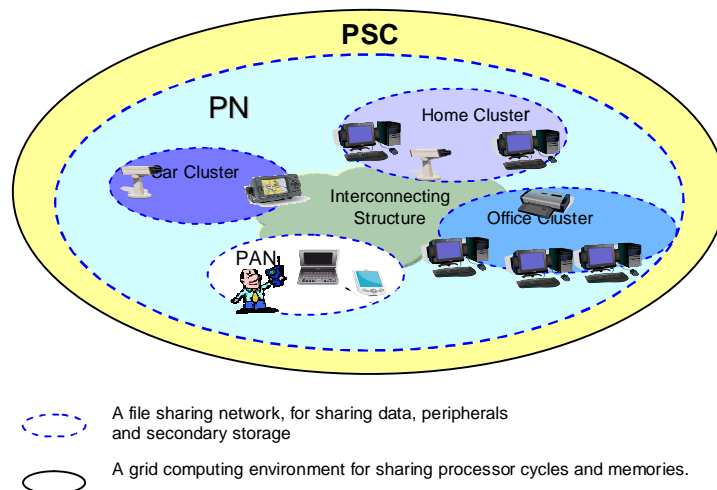 PSC
PN
Home Cluster
Car Cluster
Interconnecting
Structure
Office Cluster
PAN
A file sharing network, for sharing data, peripherals
and secondary storage
A grid computing environment for sharing processor cycles and memories.